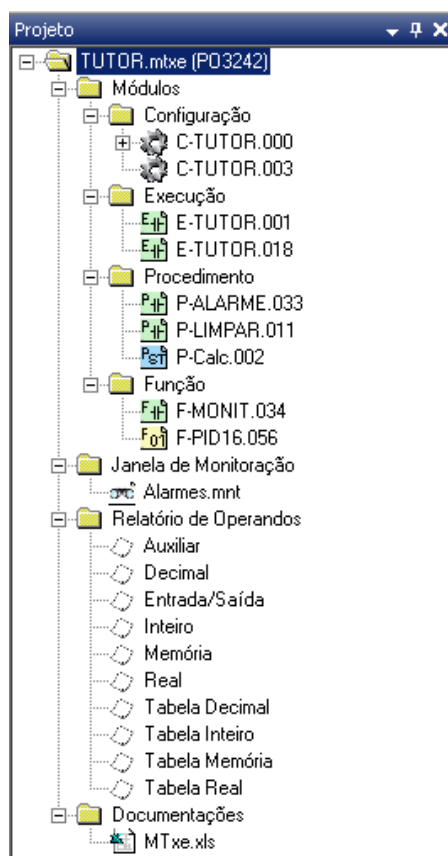 Projeto
TUTOR.mtxe (PO3242)
Módulos
Configuração
C-TUTOR.000
C-TUTOR.003
Execução
E-TUTOR.001
E-TUTOR.018
Procedimento
P-ALARME.033
P-LIMPAR.011
P-Calc.002
Função
F-MONIT.034
F-PID16.056
Janela de Monitoração
Alarmes.mnt
Relatório de Operandos
Auxiliar
Decimal
Entrada/Saída
Inteiro
Memória
Real
Tabela Decimal
Tabela Inteiro
Tabela Memória
Tabela Real
Documentações
MTxe.xls